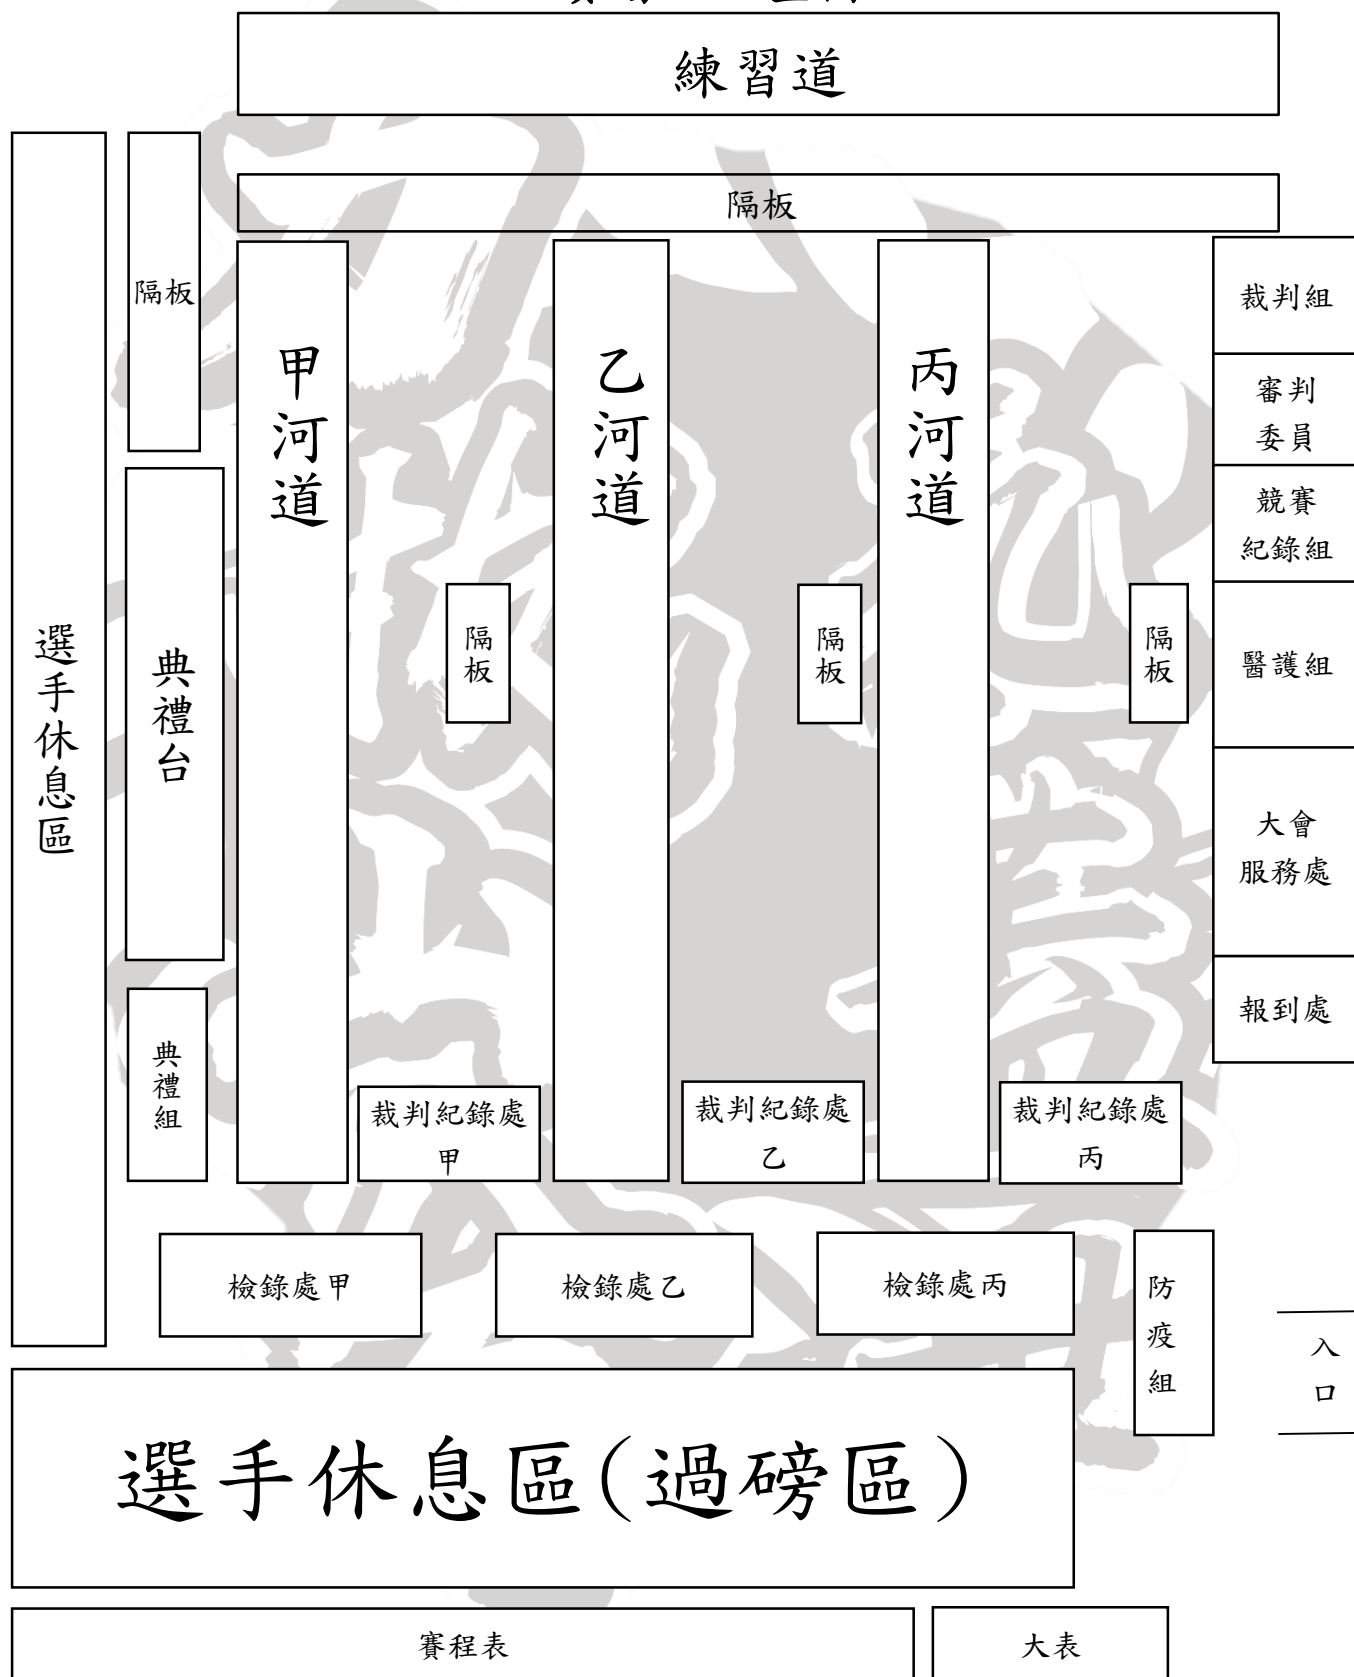 練習道
隔板
隔板
甲河道
乙河道
丙河道
裁判組
審判
委員
競賽
紀錄組
選手休息區
典禮台
隔板
隔板
隔板
醫護組
大會
服務處
報到處
典禮組
裁判紀錄處
甲
裁判紀錄處
乙
裁判紀錄處
丙
檢錄處甲
檢錄處乙
檢錄處丙
防疫組
入口
選手休息區(過磅區)
賽程表
大表